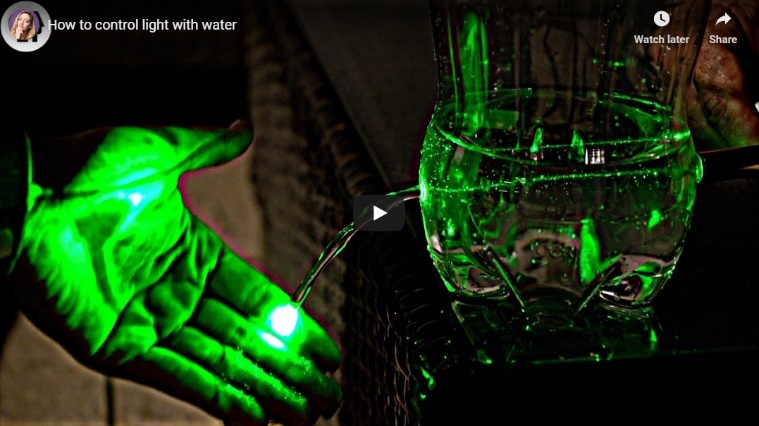 How to control light with water
Watch later
Share